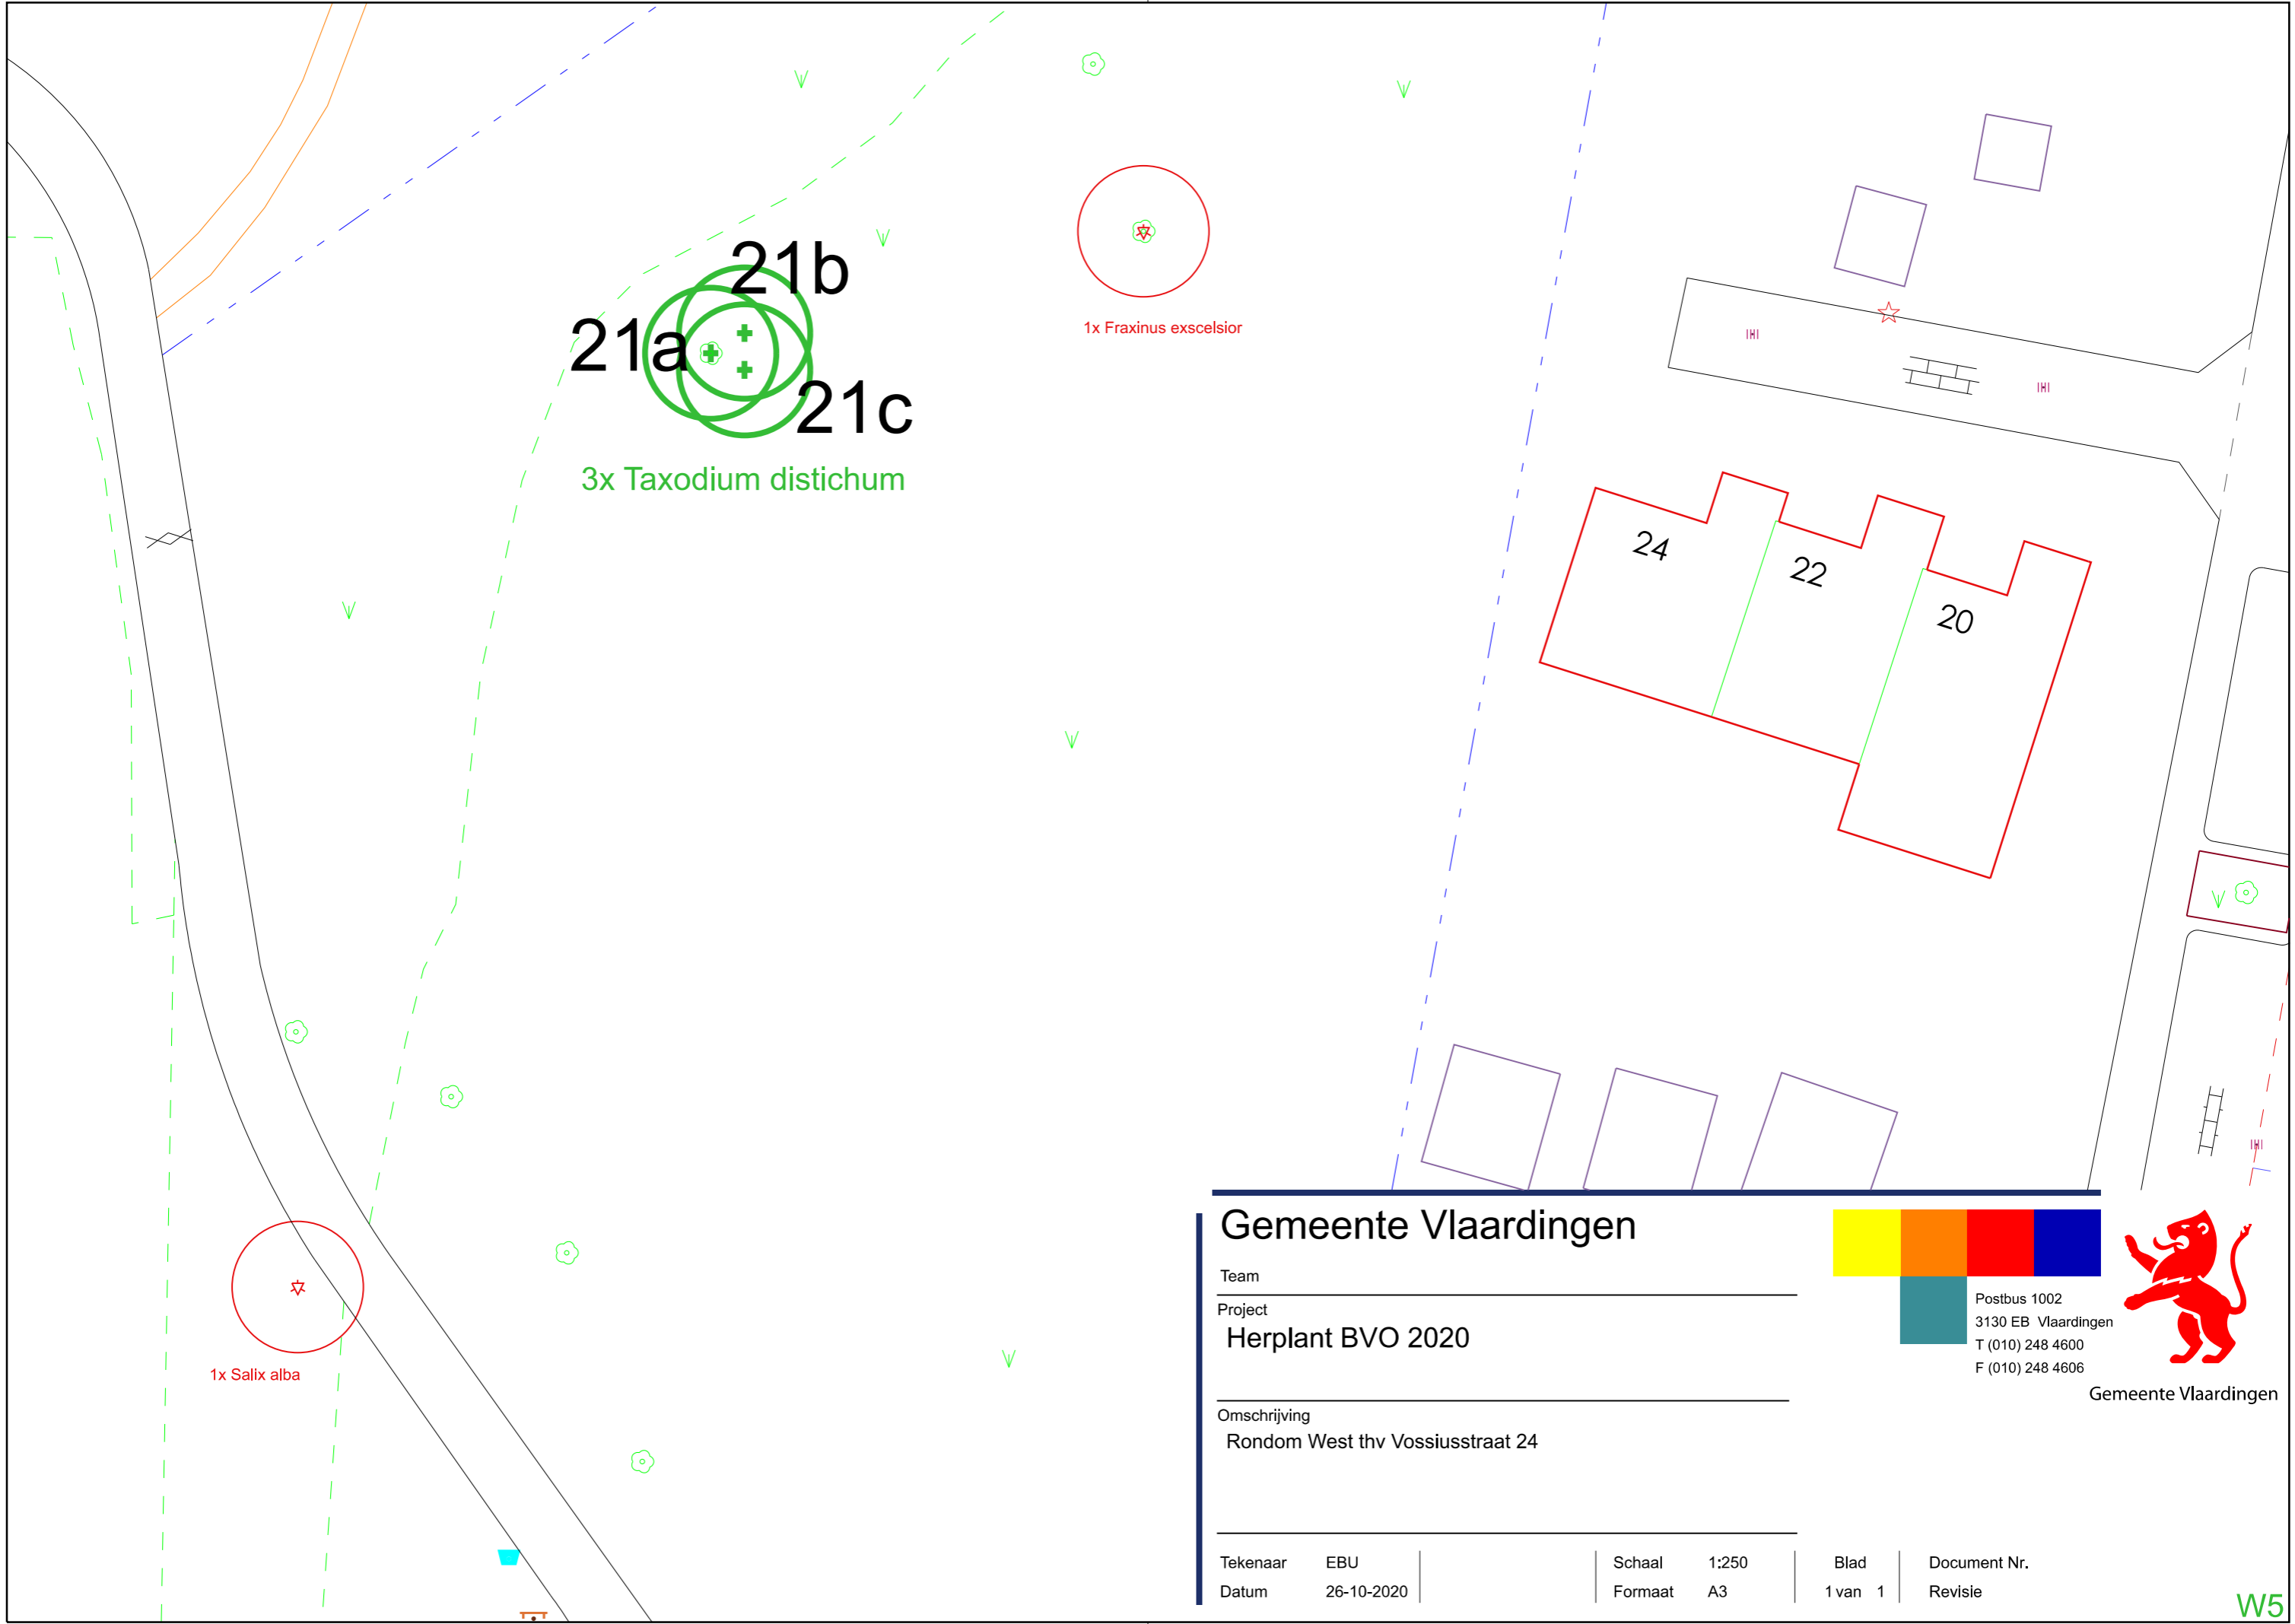 21b
21a
21c
3x Taxodium distichum
1x Fraxinus exscelsior
24
22
20
1x Salix alba
Gemeente Vlaardingen
Team
Project
Herplant BVO 2020
Omschrijving
Rondom West thv Vossiusstraat 24
Postbus 1002
3130 EB Vlaardingen
T (010) 248 4600
F (010) 248 4606
Gemeente Vlaardingen
Tekenaar EBU Schaal 1:250 Blad Document Nr.
Datum 26-10-2020 Formaat A3 1 van 1 Revisie
W5